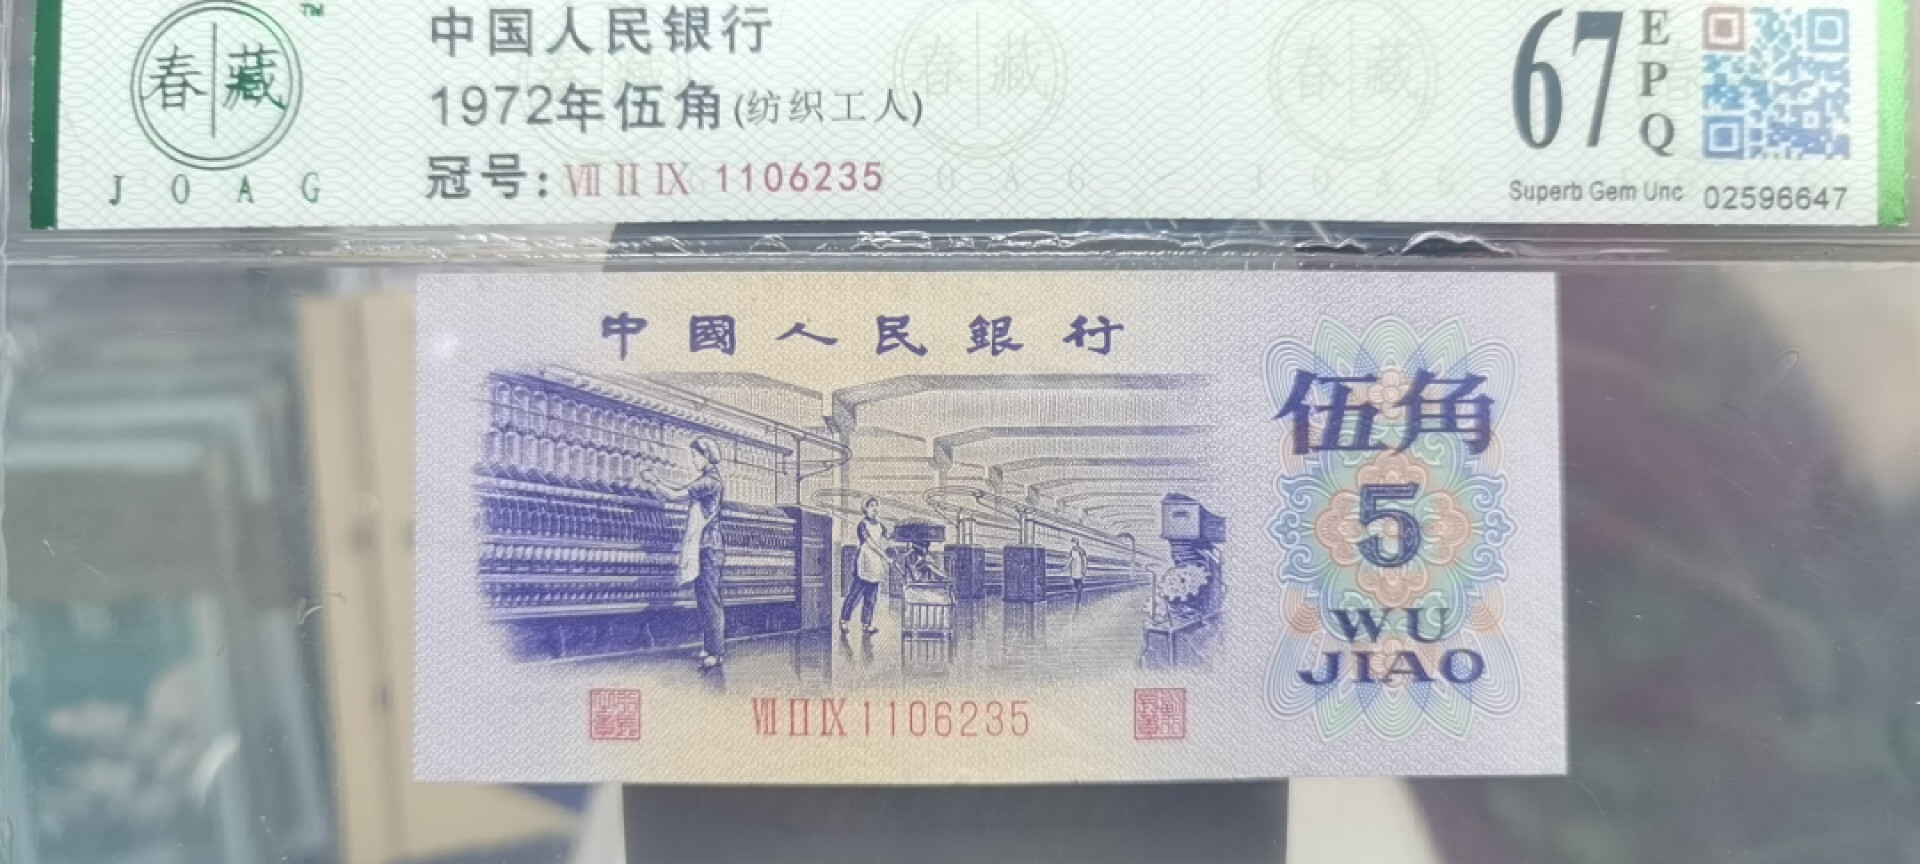 春藏™
JOAG
中国人民银行
1972年伍角(纺织工人)
冠号:Ⅶ Ⅱ Ⅸ 1106235
67 EPQ
Superb Gem Unc 02596647
中國人民銀行
伍角
5
WU
JIAO
Ⅶ Ⅱ Ⅸ 1106235